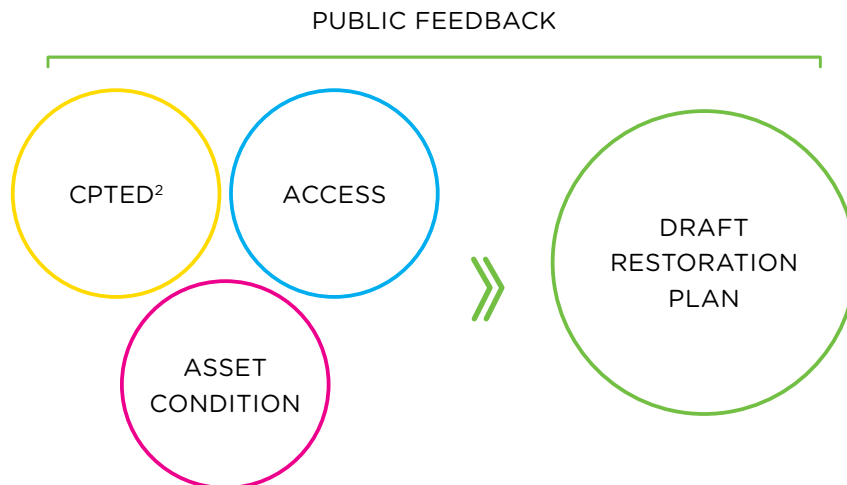 PUBLIC FEEDBACK
CPTED²
ACCESS
ASSET
CONDITION
DRAFT
RESTORATION
PLAN